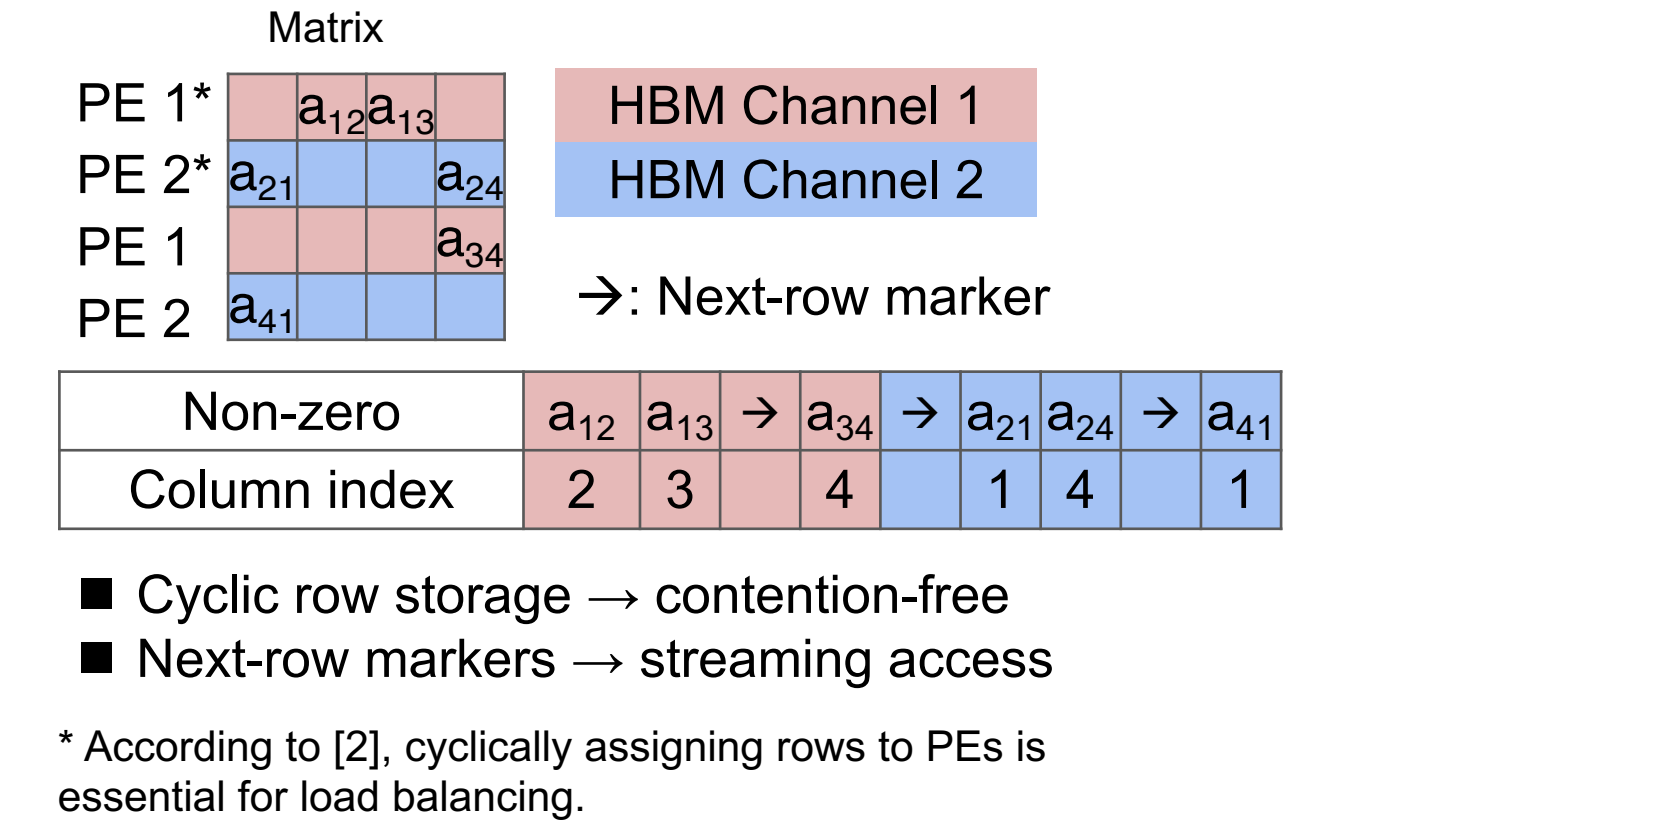 Matrix
PE 1* a₁₂ a₁₃
PE 2* a₂₁ a₂₄
PE 1 a₃₄
PE 2 a₄₁
HBM Channel 1
HBM Channel 2
→: Next-row marker
Non-zero a₁₂ a₁₃ → a₃₄ → a₂₁ a₂₄ → a₄₁
Column index 2 3 4 1 4 1
■ Cyclic row storage → contention-free
■ Next-row markers → streaming access
* According to [2], cyclically assigning rows to PEs is
essential for load balancing.